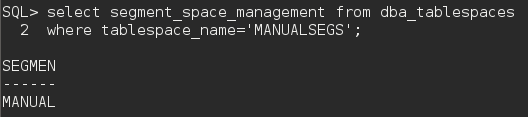 SQL> select segment_space_management from dba_tablespaces
  2  where tablespace_name='MANUALSEGS';
SEGMEN
------
MANUAL